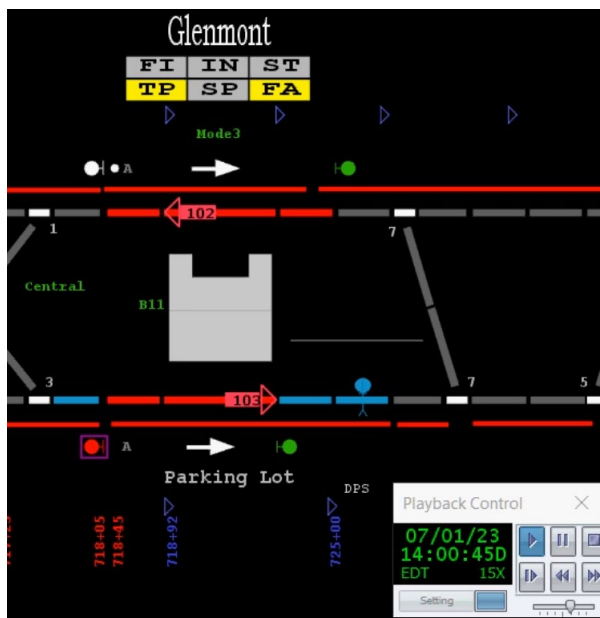 Glenmont
FI IN ST
TP SP FA
Mode3
A
102
1
7
Central
B11
3
103
7
5
A
Parking Lot
DPS
718+05
718+45
718+92
725+00
Playback Control
07/01/23
14:00:45D
EDT 15X
Setting